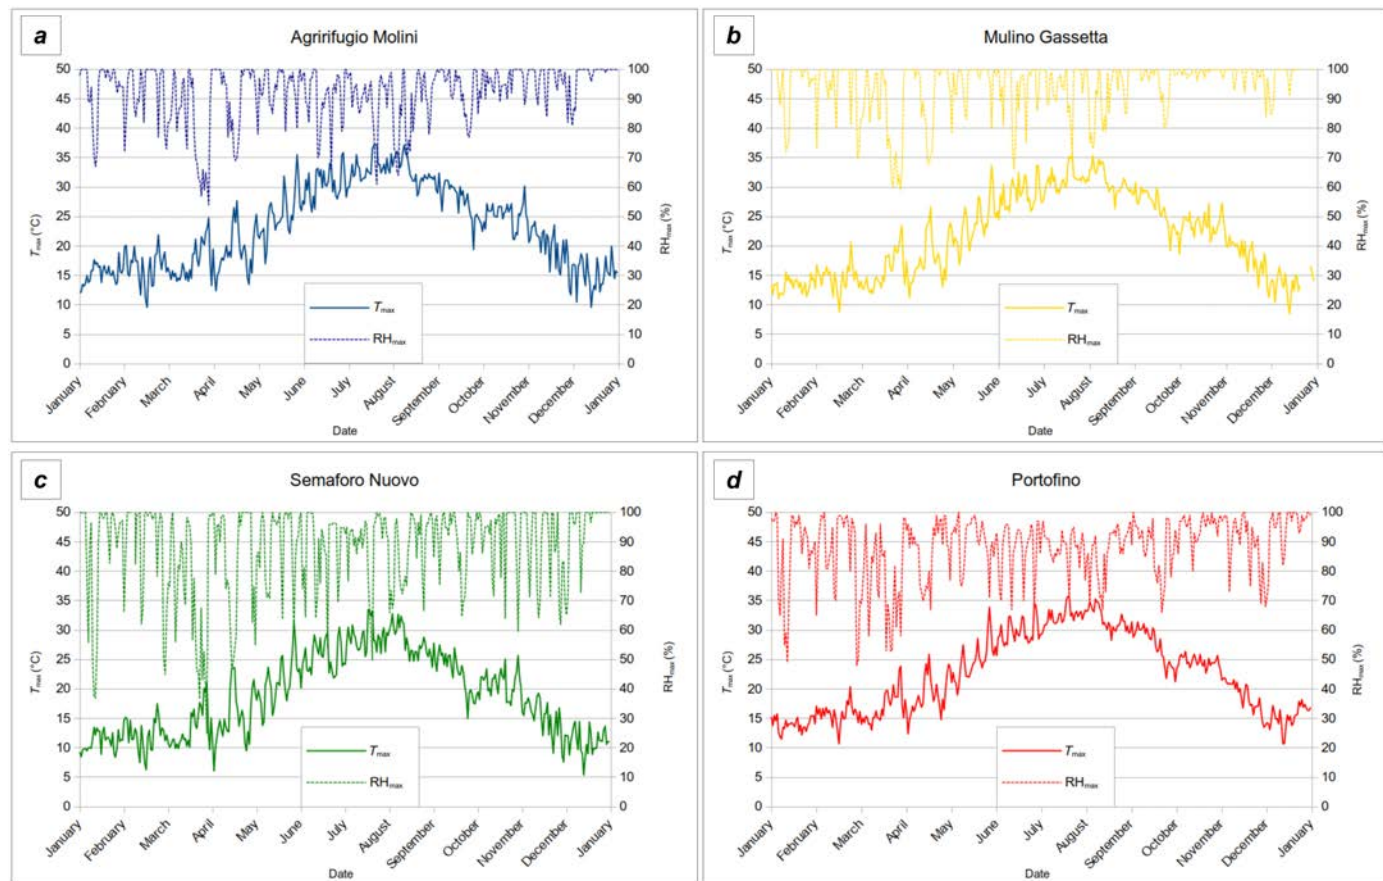 a
Agririfugio Molini
50
45
40
35
30
25
20
15
10
5
0
T max (°C)
100
90
80
70
60
50
40
30
20
10
0
RHmax (%)
T max
RHmax
January
February
March
April
May
June
July
August
September
October
November
December
January
Date
b
Mulino Gassetta
50
45
40
35
30
25
20
15
10
5
0
T max (°C)
100
90
80
70
60
50
40
30
20
10
0
RHmax (%)
T max
RHmax
January
February
March
April
May
June
July
August
September
October
November
December
January
Date
c
Semaforo Nuovo
50
45
40
35
30
25
20
15
10
5
0
T max (°C)
100
90
80
70
60
50
40
30
20
10
0
RHmax (%)
T max
RHmax
January
February
March
April
May
June
July
August
September
October
November
December
January
Date
d
Portofino
50
45
40
35
30
25
20
15
10
5
0
T max (°C)
100
90
80
70
60
50
40
30
20
10
0
RHmax (%)
T max
RHmax
January
February
March
April
May
June
July
August
September
October
November
December
January
Date